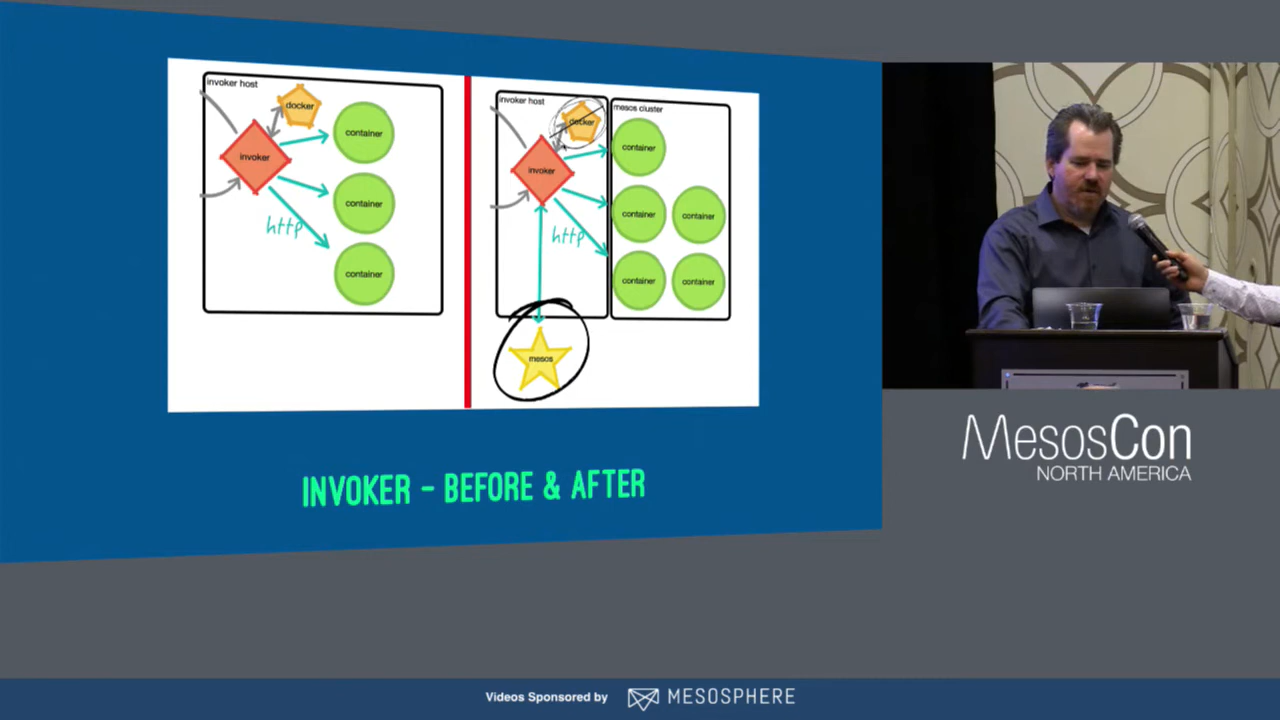 invoker host
docker
invoker
container
container
container
http
invoker host
docker
invoker
http
mesos
mesos cluster
container
container
container
container
container
INVOKER - BEFORE & AFTER
MesosCon
NORTH AMERICA
Videos Sponsored by MESOSPHERE